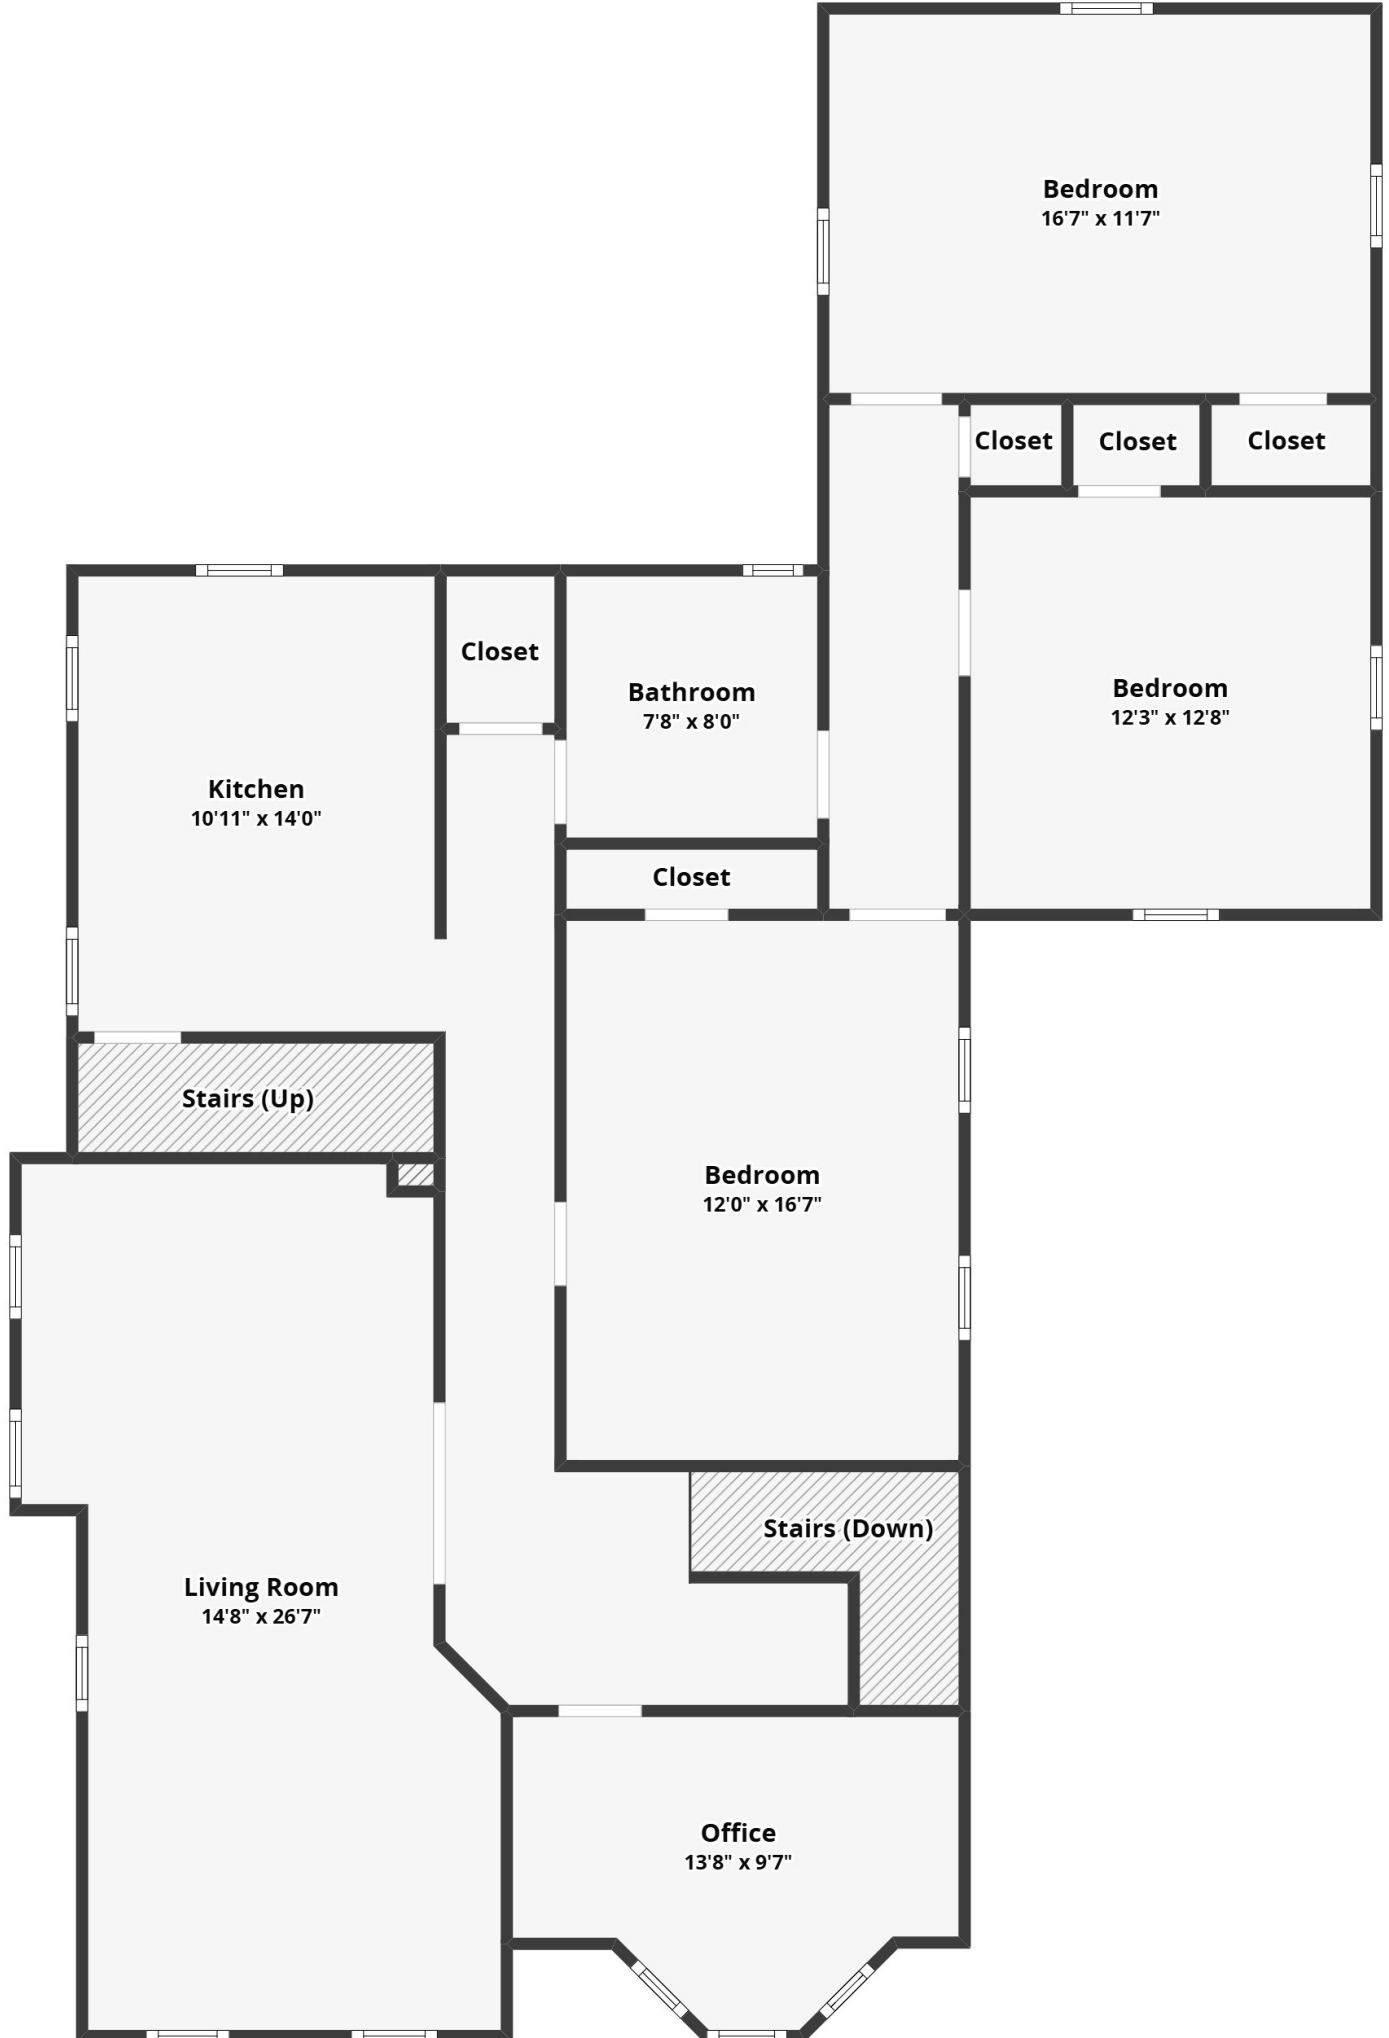 Bedroom
16'7" x 11'7"
Closet
Closet
Closet
Closet
Bathroom
7'8" x 8'0"
Bedroom
12'3" x 12'8"
Kitchen
10'11" x 14'0"
Closet
Stairs (Up)
Bedroom
12'0" x 16'7"
Stairs (Down)
Living Room
14'8" x 26'7"
Office
13'8" x 9'7"